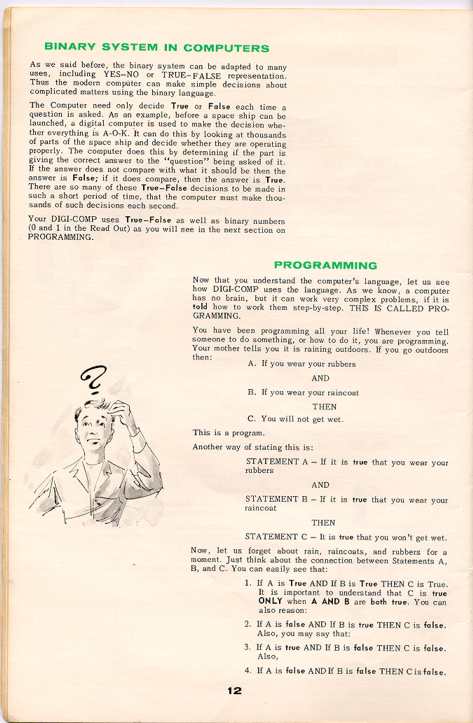 BINARY SYSTEM IN COMPUTERS
As we said before, the binary system can be adapted to many
uses, including YES—NO or TRUE—FALSE representation.
Thus the modern computer can make simple decisions about
complicated matters using the binary language.
The Computer need only decide True or False each time a
question is asked. As an example, before a space ship can be
launched, a digital computer is used to make the decision whe-
ther everything is A-O-K. It can do this by looking at thousands
of parts of the space ship and decide whether they are operating
properly. The computer does this by determining if the part is
giving the correct answer to the "question" being asked of it.
If the answer does not compare with what it should be then the
answer is False; if it does compare, then the answer is True.
There are so many of these True—False decisions to be made in
such a short period of time, that the computer must make thou-
sands of such decisions each second.
Your DIGI-COMP uses True—False as well as binary numbers
(0 and 1 in the Read Out) as you will see in the next section on
PROGRAMMING.
PROGRAMMING
Now that you understand the computer's language, let us see
how DIGI-COMP uses the language. As we know, a computer
has no brain, but it can work very complex problems, if it is
told how to work them step-by-step. THIS IS CALLED PRO-
GRAMMING.
You have been programming all your life! Whenever you tell
someone to do something, or how to do it, you are programming.
Your mother tells you it is raining outdoors. If you go outdoors
then:
A. If you wear your rubbers
AND
B. If you wear your raincoat
THEN
C. You will not get wet.
This is a program.
Another way of stating this is:
STATEMENT A — If it is true that you wear your
rubbers
AND
STATEMENT B — If it is true that you wear your
raincoat
THEN
STATEMENT C — It is true that you won't get wet.
Now, let us forget about rain, raincoats, and rubbers for a
moment. Just think about the connection between Statements A,
B, and C. You can easily see that:
1. If A is True AND If B is True THEN C is True.
It is important to understand that C is true
ONLY when A AND B are both true. You can
also reason:
2. If A is false AND If B is true THEN C is false.
Also, you may say that:
3. If A is true AND If B is false THEN C is false.
Also,
4. If A is false AND If B is false THEN C is false.
?
12